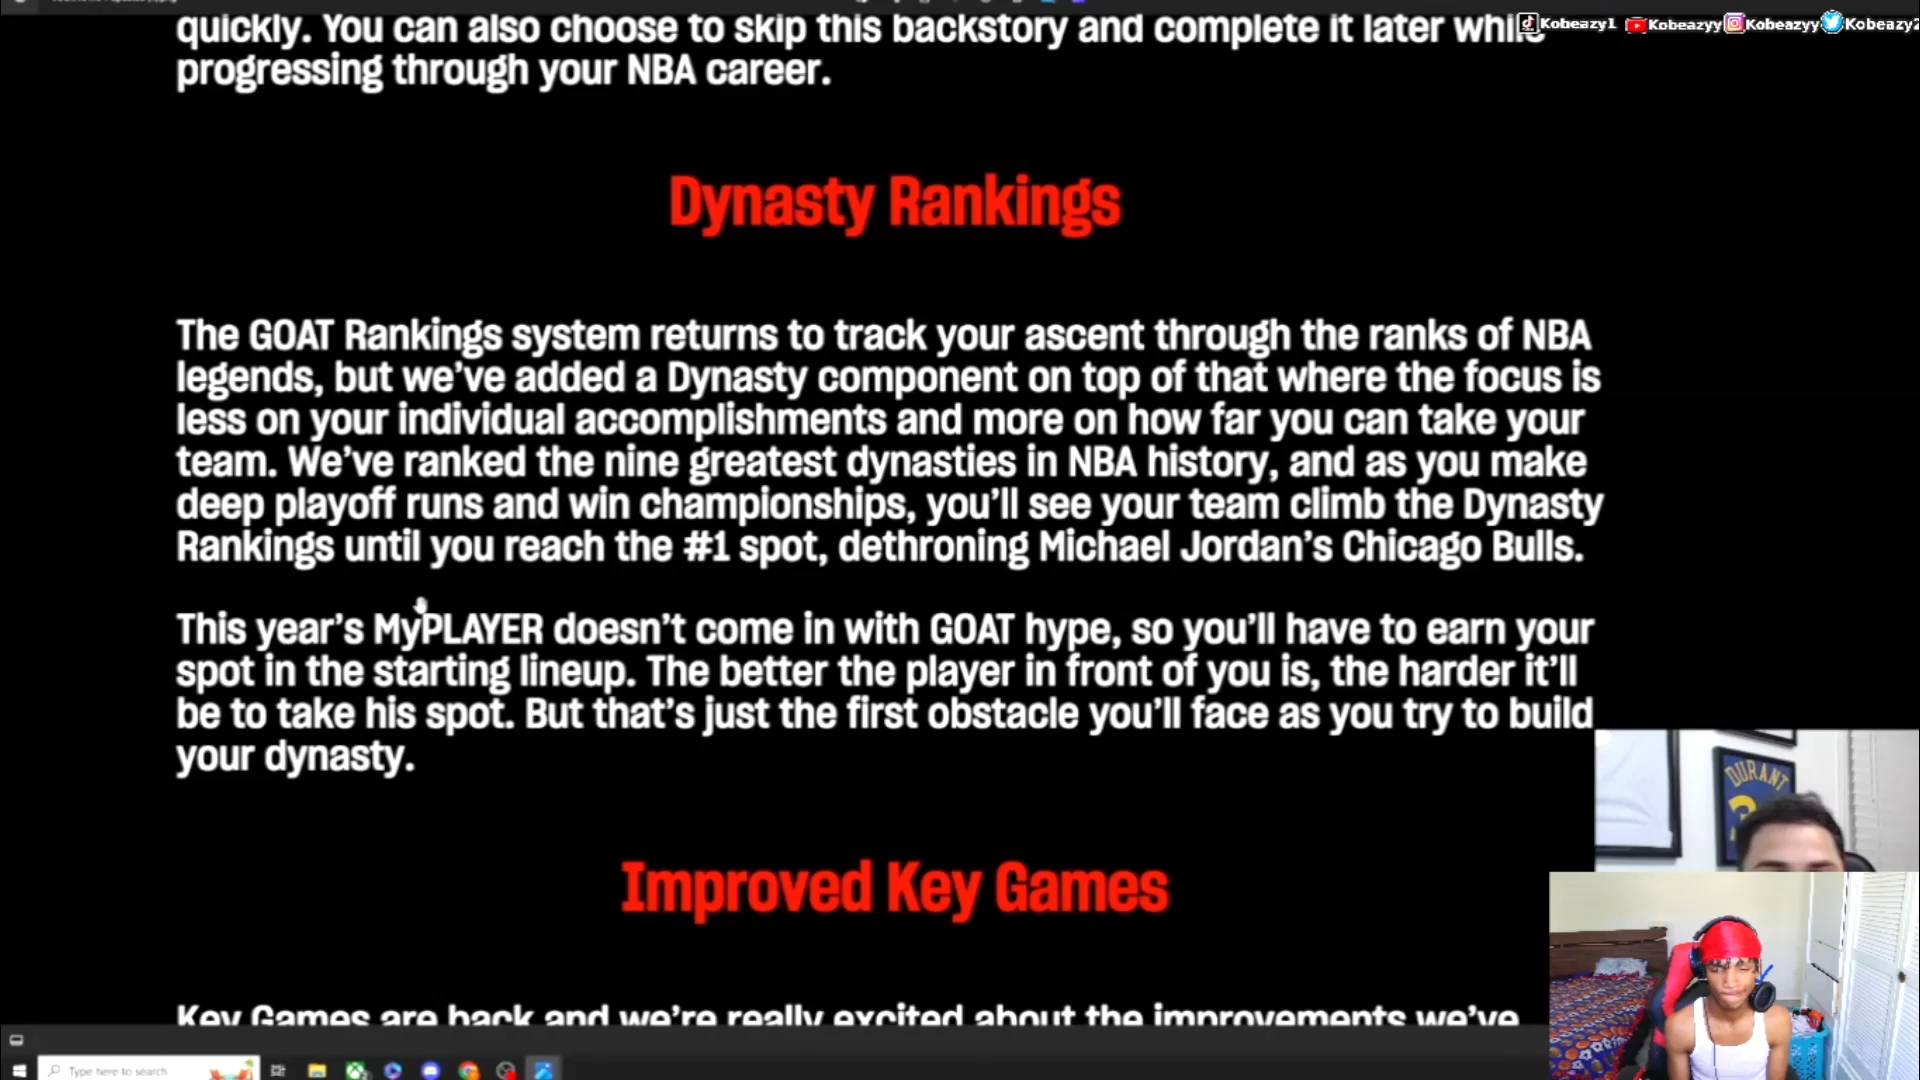 Kobeazy1 Kobeazyy Kobeazyy Kobeazy2
quickly. You can also choose to skip this backstory and complete it later while
progressing through your NBA career.
Dynasty Rankings
The GOAT Rankings system returns to track your ascent through the ranks of NBA
legends, but we've added a Dynasty component on top of that where the focus is
less on your individual accomplishments and more on how far you can take your
team. We've ranked the nine greatest dynasties in NBA history, and as you make
deep playoff runs and win championships, you'll see your team climb the Dynasty
Rankings until you reach the #1 spot, dethroning Michael Jordan's Chicago Bulls.
This year's MyPLAYER doesn't come in with GOAT hype, so you'll have to earn your
spot in the starting lineup. The better the player in front of you is, the harder it'll
be to take his spot. But that's just the first obstacle you'll face as you try to build
your dynasty.
DURANT
Improved Key Games
Key Games are back and we're really excited about the improvements we've
Type here to search